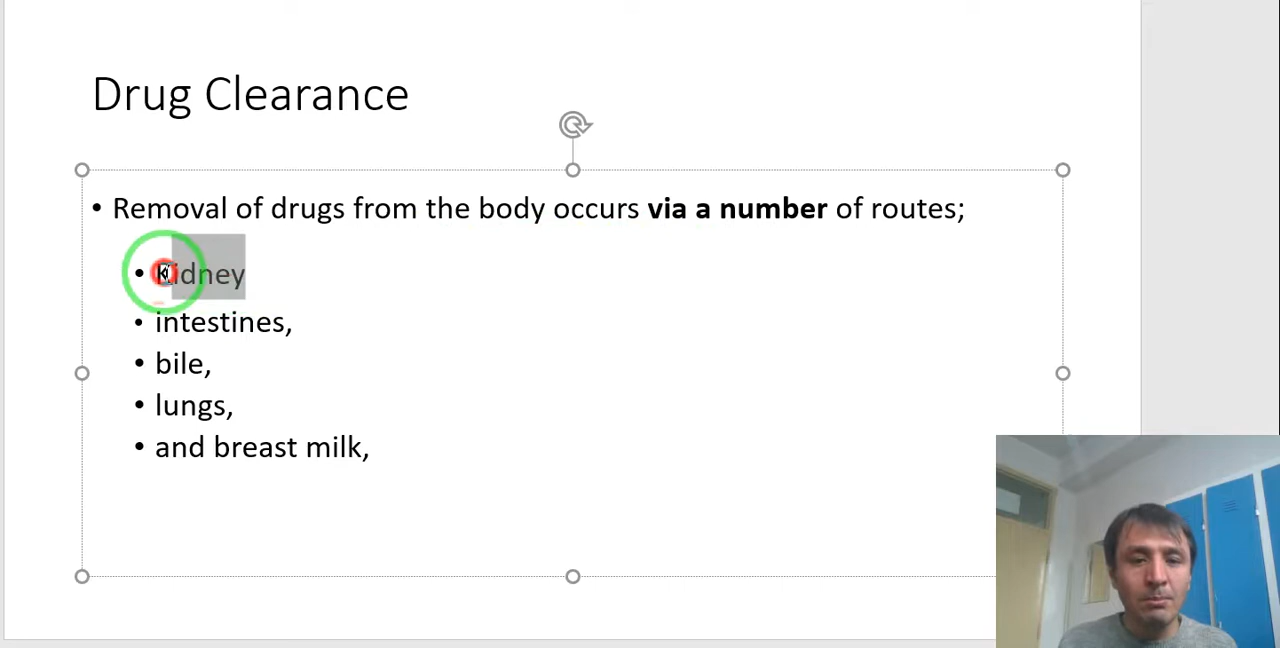 Drug Clearance
• Removal of drugs from the body occurs via a number of routes;
• Kidney
• intestines,
• bile,
• lungs,
• and breast milk,